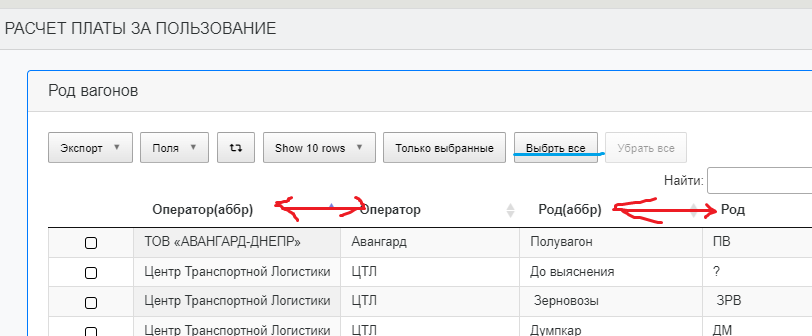 РАСЧЕТ ПЛАТЫ ЗА ПОЛЬЗОВАНИЕ
Род вагонов
Экспорт Поля Show 10 rows Только выбранные Выбрть все Убрать все
Найти:
Оператор(аббр) Оператор Род(аббр) Род
ТОВ «АВАНГАРД-ДНЕПР» Авангард Полувагон ПВ
Центр Транспортной Логистики ЦТЛ До выяснения ?
Центр Транспортной Логистики ЦТЛ Зерновозы ЗРВ
Центр Транспортной Логистики ЦТЛ Думпкар ДМ